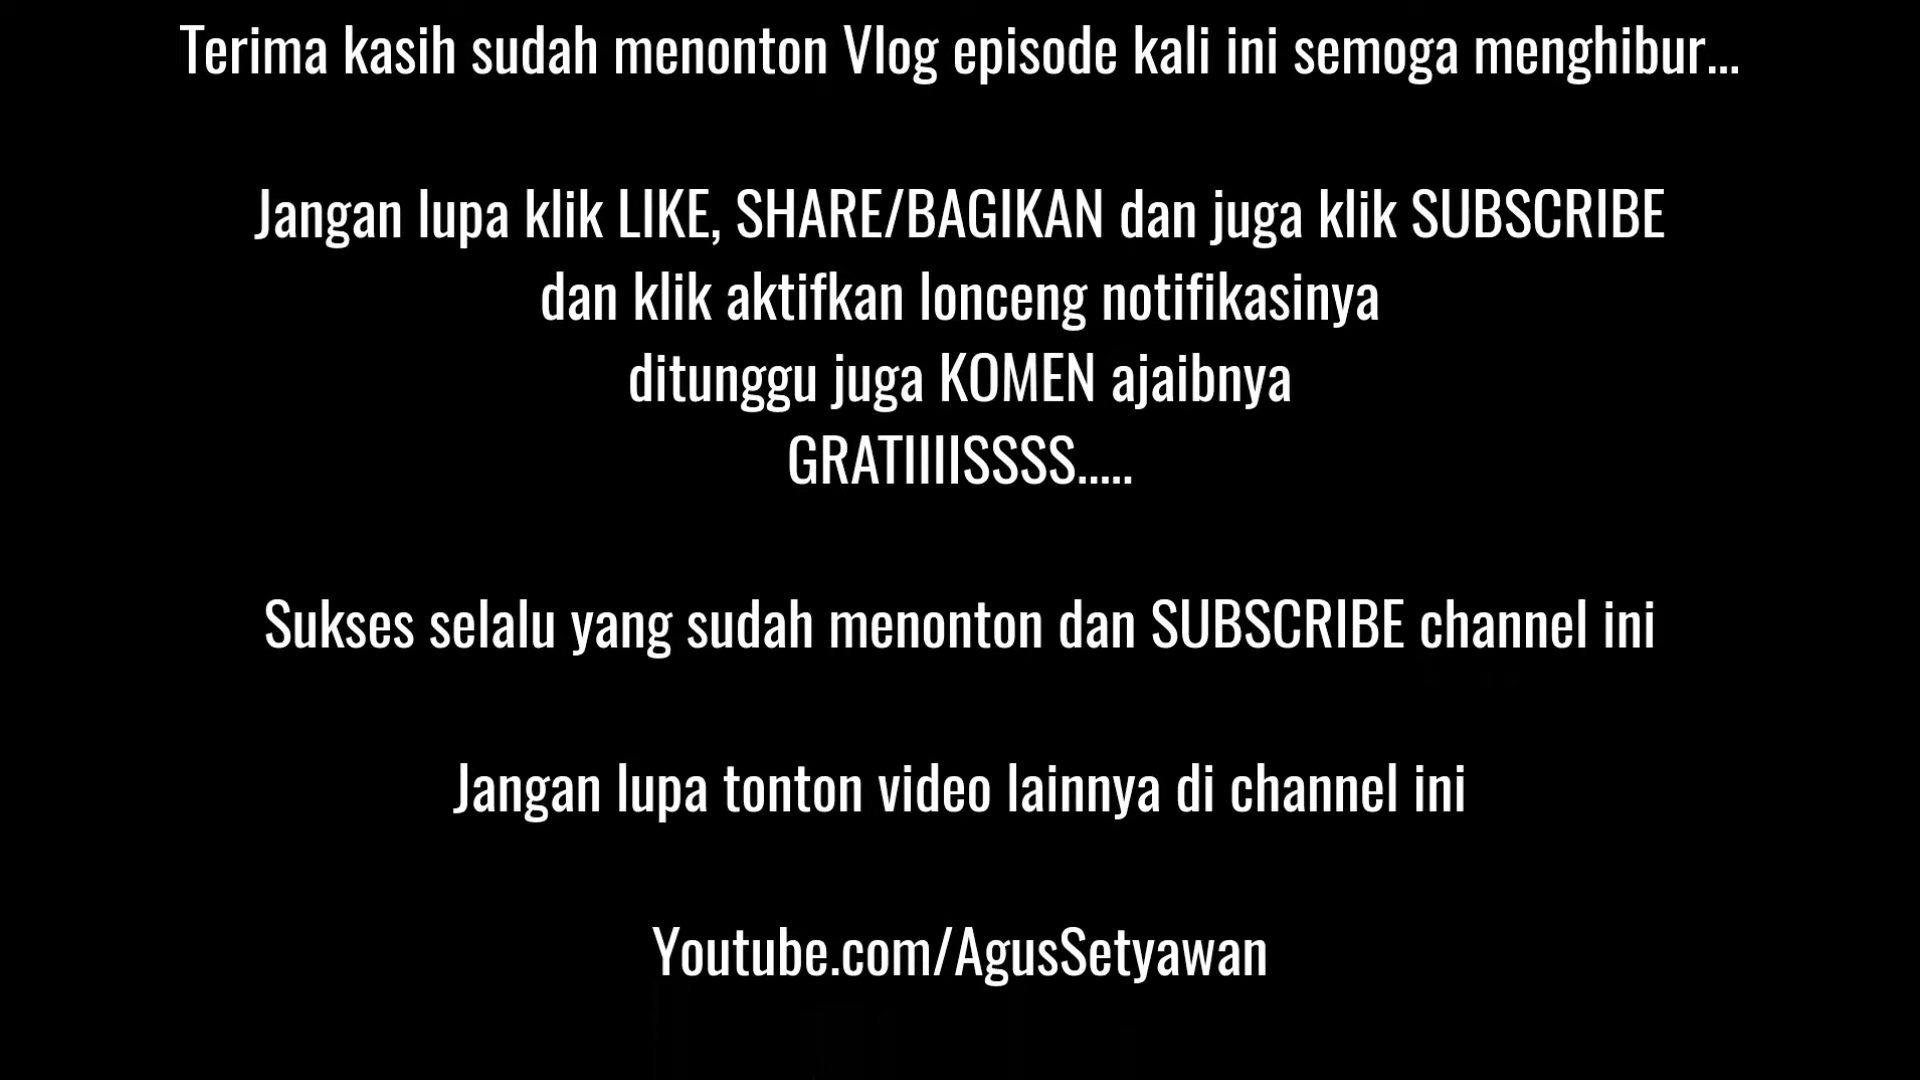 Terima kasih sudah menonton Vlog episode kali ini semoga menghibur...
Jangan lupa klik LIKE, SHARE/BAGIKAN dan juga klik SUBSCRIBE
dan klik aktifkan lonceng notifikasinya
ditunggu juga KOMEN ajaibnya
GRATIIIISSSS.....
Sukses selalu yang sudah menonton dan SUBSCRIBE channel ini
Jangan lupa tonton video lainnya di channel ini
Youtube.com/AgusSetyawan